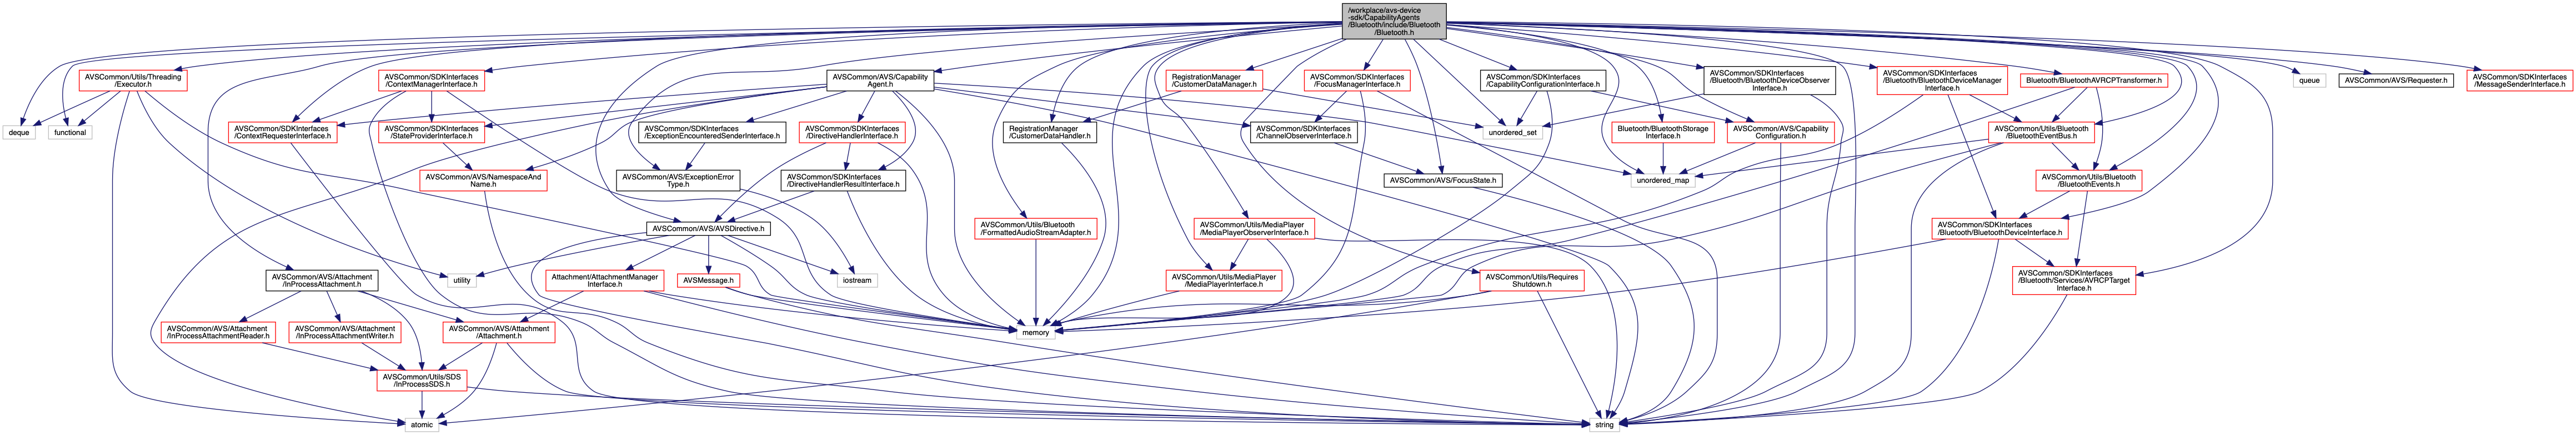 /workplace/avs-device
-sdk/CapabilityAgents
/Bluetooth/include/Bluetooth
/Bluetooth.h
AVSCommon/Utils/Threading
/Executor.h
AVSCommon/SDKInterfaces
/ContextManagerInterface.h
AVSCommon/AVS/Capability
Agent.h
RegistrationManager
/CustomerDataManager.h
AVSCommon/SDKInterfaces
/FocusManagerInterface.h
AVSCommon/SDKInterfaces
/CapabilityConfigurationInterface.h
AVSCommon/SDKInterfaces
/Bluetooth/BluetoothDeviceObserver
Interface.h
AVSCommon/SDKInterfaces
/Bluetooth/BluetoothDeviceManager
Interface.h
Bluetooth/BluetoothAVRCPTransformer.h
queue
AVSCommon/AVS/Requester.h
AVSCommon/SDKInterfaces
/MessageSenderInterface.h
deque
functional
AVSCommon/SDKInterfaces
/ContextRequesterInterface.h
AVSCommon/SDKInterfaces
/StateProviderInterface.h
AVSCommon/SDKInterfaces
/ExceptionEncounteredSenderInterface.h
AVSCommon/SDKInterfaces
/DirectiveHandlerInterface.h
RegistrationManager
/CustomerDataHandler.h
AVSCommon/SDKInterfaces
/ChannelObserverInterface.h
unordered_set
Bluetooth/BluetoothStorage
Interface.h
AVSCommon/AVS/Capability
Configuration.h
AVSCommon/Utils/Bluetooth
/BluetoothEventBus.h
AVSCommon/AVS/NamespaceAnd
Name.h
AVSCommon/AVS/ExceptionError
Type.h
AVSCommon/SDKInterfaces
/DirectiveHandlerResultInterface.h
AVSCommon/AVS/FocusState.h
unordered_map
AVSCommon/Utils/Bluetooth
/BluetoothEvents.h
AVSCommon/AVS/AVSDirective.h
AVSCommon/Utils/Bluetooth
/FormattedAudioStreamAdapter.h
AVSCommon/Utils/MediaPlayer
/MediaPlayerObserverInterface.h
AVSCommon/SDKInterfaces
/Bluetooth/BluetoothDeviceInterface.h
AVSCommon/AVS/Attachment
/InProcessAttachment.h
utility
Attachment/AttachmentManager
Interface.h
AVSMessage.h
iostream
AVSCommon/Utils/MediaPlayer
/MediaPlayerInterface.h
AVSCommon/Utils/Requires
Shutdown.h
AVSCommon/SDKInterfaces
/Bluetooth/Services/AVRCPTarget
Interface.h
AVSCommon/AVS/Attachment
/InProcessAttachmentReader.h
AVSCommon/AVS/Attachment
/InProcessAttachmentWriter.h
AVSCommon/AVS/Attachment
/Attachment.h
memory
AVSCommon/Utils/SDS
/InProcessSDS.h
atomic
string